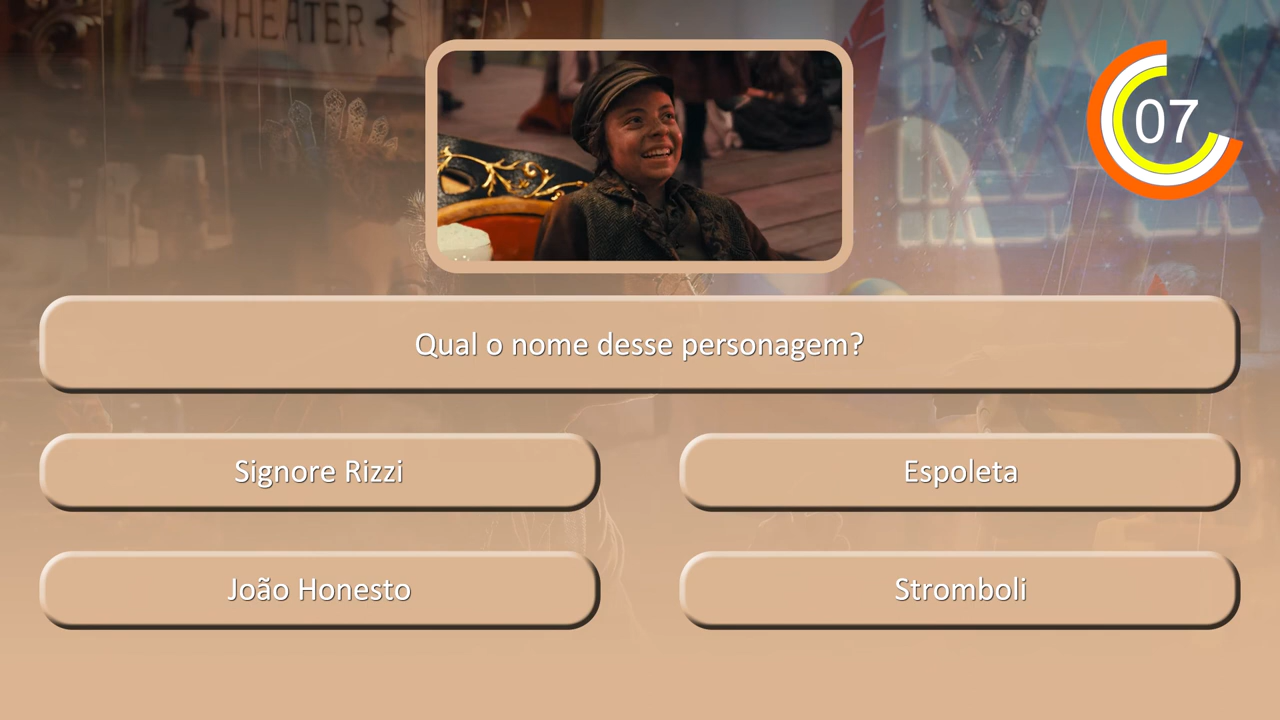 THEATER
07
Qual o nome desse personagem?
Signore Rizzi
Espoleta
João Honesto
Stromboli